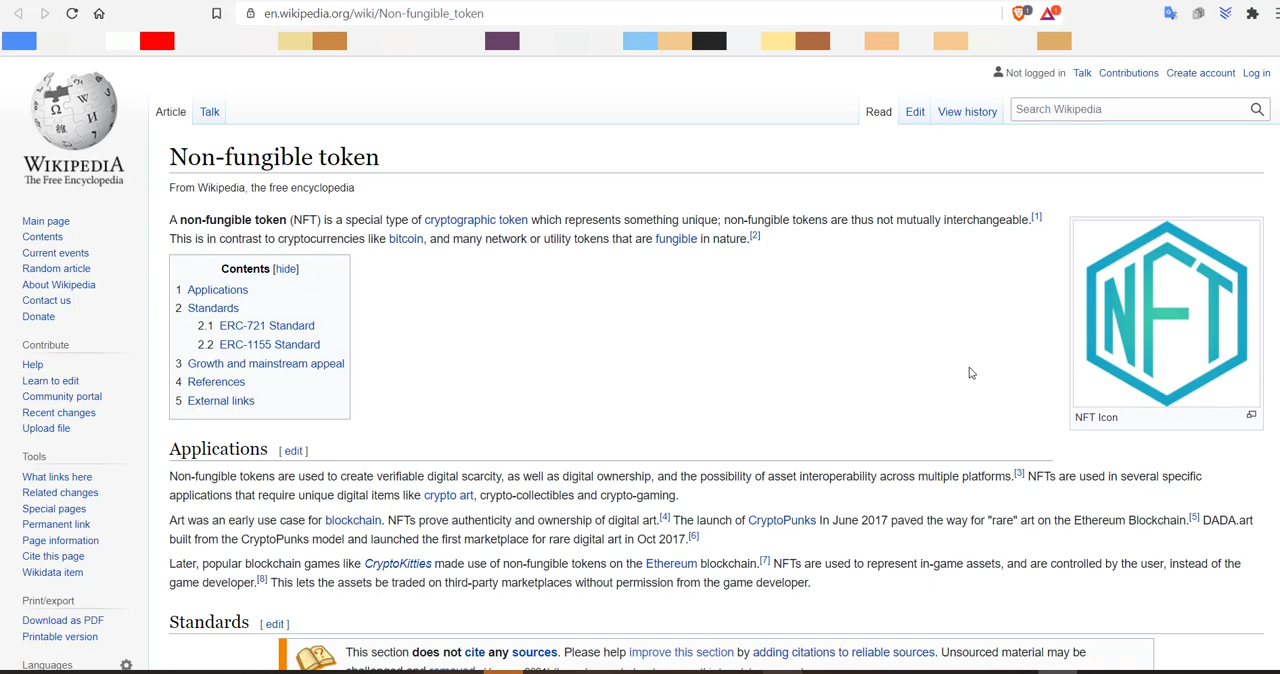 en.wikipedia.org/wiki/Non-fungible_token
1
1
Not logged in Talk Contributions Create account Log in
Article Talk Read Edit View history Search Wikipedia
WIKIPEDIA
The Free Encyclopedia
Main page
Contents
Current events
Random article
About Wikipedia
Contact us
Donate
Contribute
Help
Learn to edit
Community portal
Recent changes
Upload file
Tools
What links here
Related changes
Special pages
Permanent link
Page information
Cite this page
Wikidata item
Print/export
Download as PDF
Printable version
Languages
Non-fungible token
From Wikipedia, the free encyclopedia
A non-fungible token (NFT) is a special type of cryptographic token which represents something unique; non-fungible tokens are thus not mutually interchangeable.[1]
This is in contrast to cryptocurrencies like bitcoin, and many network or utility tokens that are fungible in nature.[2]
Contents [hide]
1 Applications
2 Standards
2.1 ERC-721 Standard
2.2 ERC-1155 Standard
3 Growth and mainstream appeal
4 References
5 External links
NFT
NFT Icon
Applications [ edit ]
Non-fungible tokens are used to create verifiable digital scarcity, as well as digital ownership, and the possibility of asset interoperability across multiple platforms.[3] NFTs are used in several specific
applications that require unique digital items like crypto art, crypto-collectibles and crypto-gaming.
Art was an early use case for blockchain. NFTs prove authenticity and ownership of digital art.[4] The launch of CryptoPunks In June 2017 paved the way for "rare" art on the Ethereum Blockchain.[5] DADA.art
built from the CryptoPunks model and launched the first marketplace for rare digital art in Oct 2017.[6]
Later, popular blockchain games like CryptoKitties made use of non-fungible tokens on the Ethereum blockchain.[7] NFTs are used to represent in-game assets, and are controlled by the user, instead of the
game developer.[8] This lets the assets be traded on third-party marketplaces without permission from the game developer.
Standards [ edit ]
This section does not cite any sources. Please help improve this section by adding citations to reliable sources. Unsourced material may be